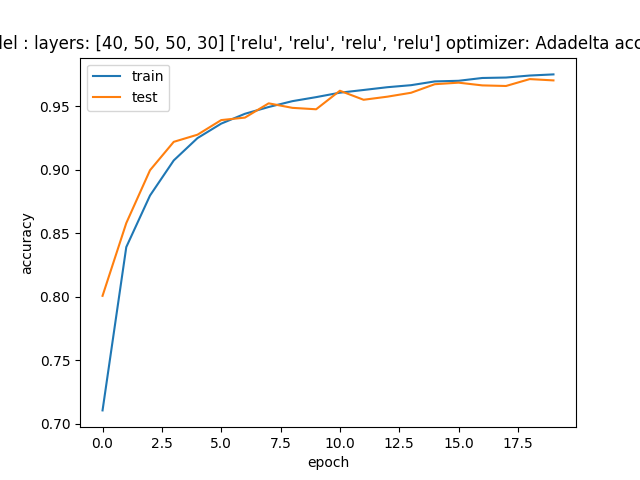 del : layers: [40, 50, 50, 30] ['relu', 'relu', 'relu', 'relu'] optimizer: Adadelta acc
train
test
accuracy
0.95
0.90
0.85
0.80
0.75
0.70
0.0 2.5 5.0 7.5 10.0 12.5 15.0 17.5
epoch